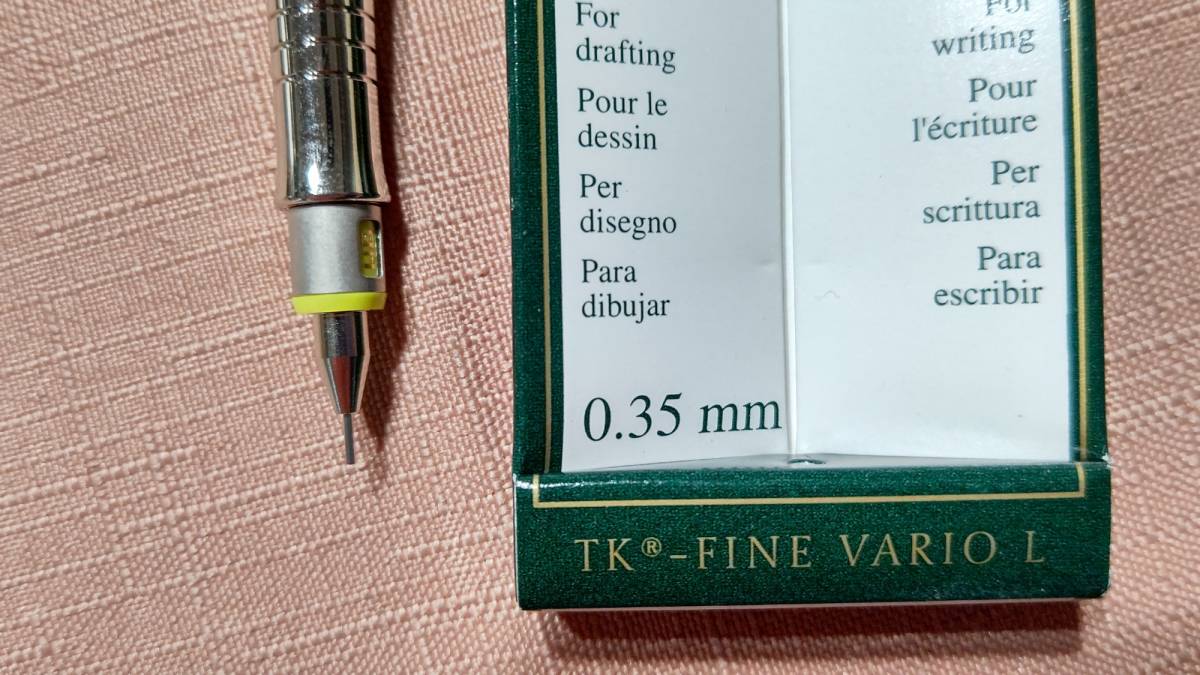 For
drafting
Pour le
dessin
Per
disegno
Para
dibujar
0.35 mm
For
writing
Pour
l'écriture
Per
scrittura
Para
escribir
TK®-FINE VARIO L